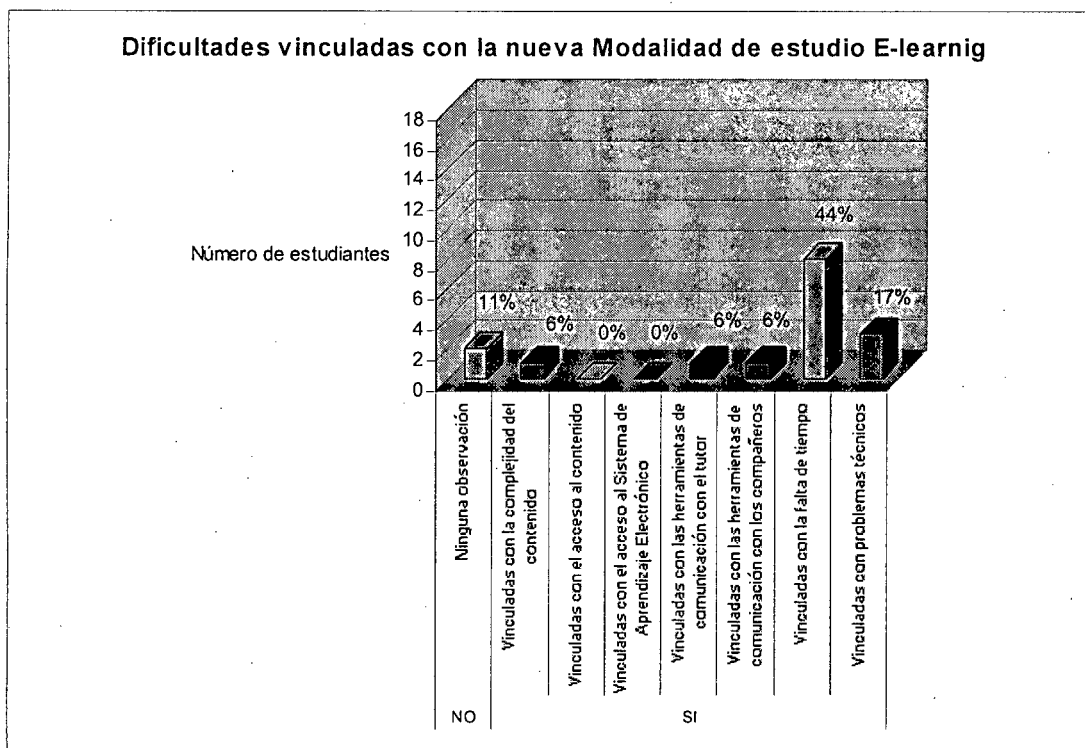 Dificultades vinculadas con la nueva Modalidad de estudio E-learnig
Número de estudiantes
18
16
14
12
10
8
6
4
2
0
11%
6%
0%
0%
6%
6%
44%
17%
Ninguna observación
Vinculadas con la complejidad del
contenido
Vinculadas con el acceso al contenido
Vinculadas con el acceso al Sistema de
Aprendizaje Electrónico
Vinculadas con las herramientas de
comunicación con el tutor
Vinculadas con las herramientas de
comunicación con los compañeros
Vinculadas con la falta de tiempo
Vinculadas con problemas técnicos
NO
SI